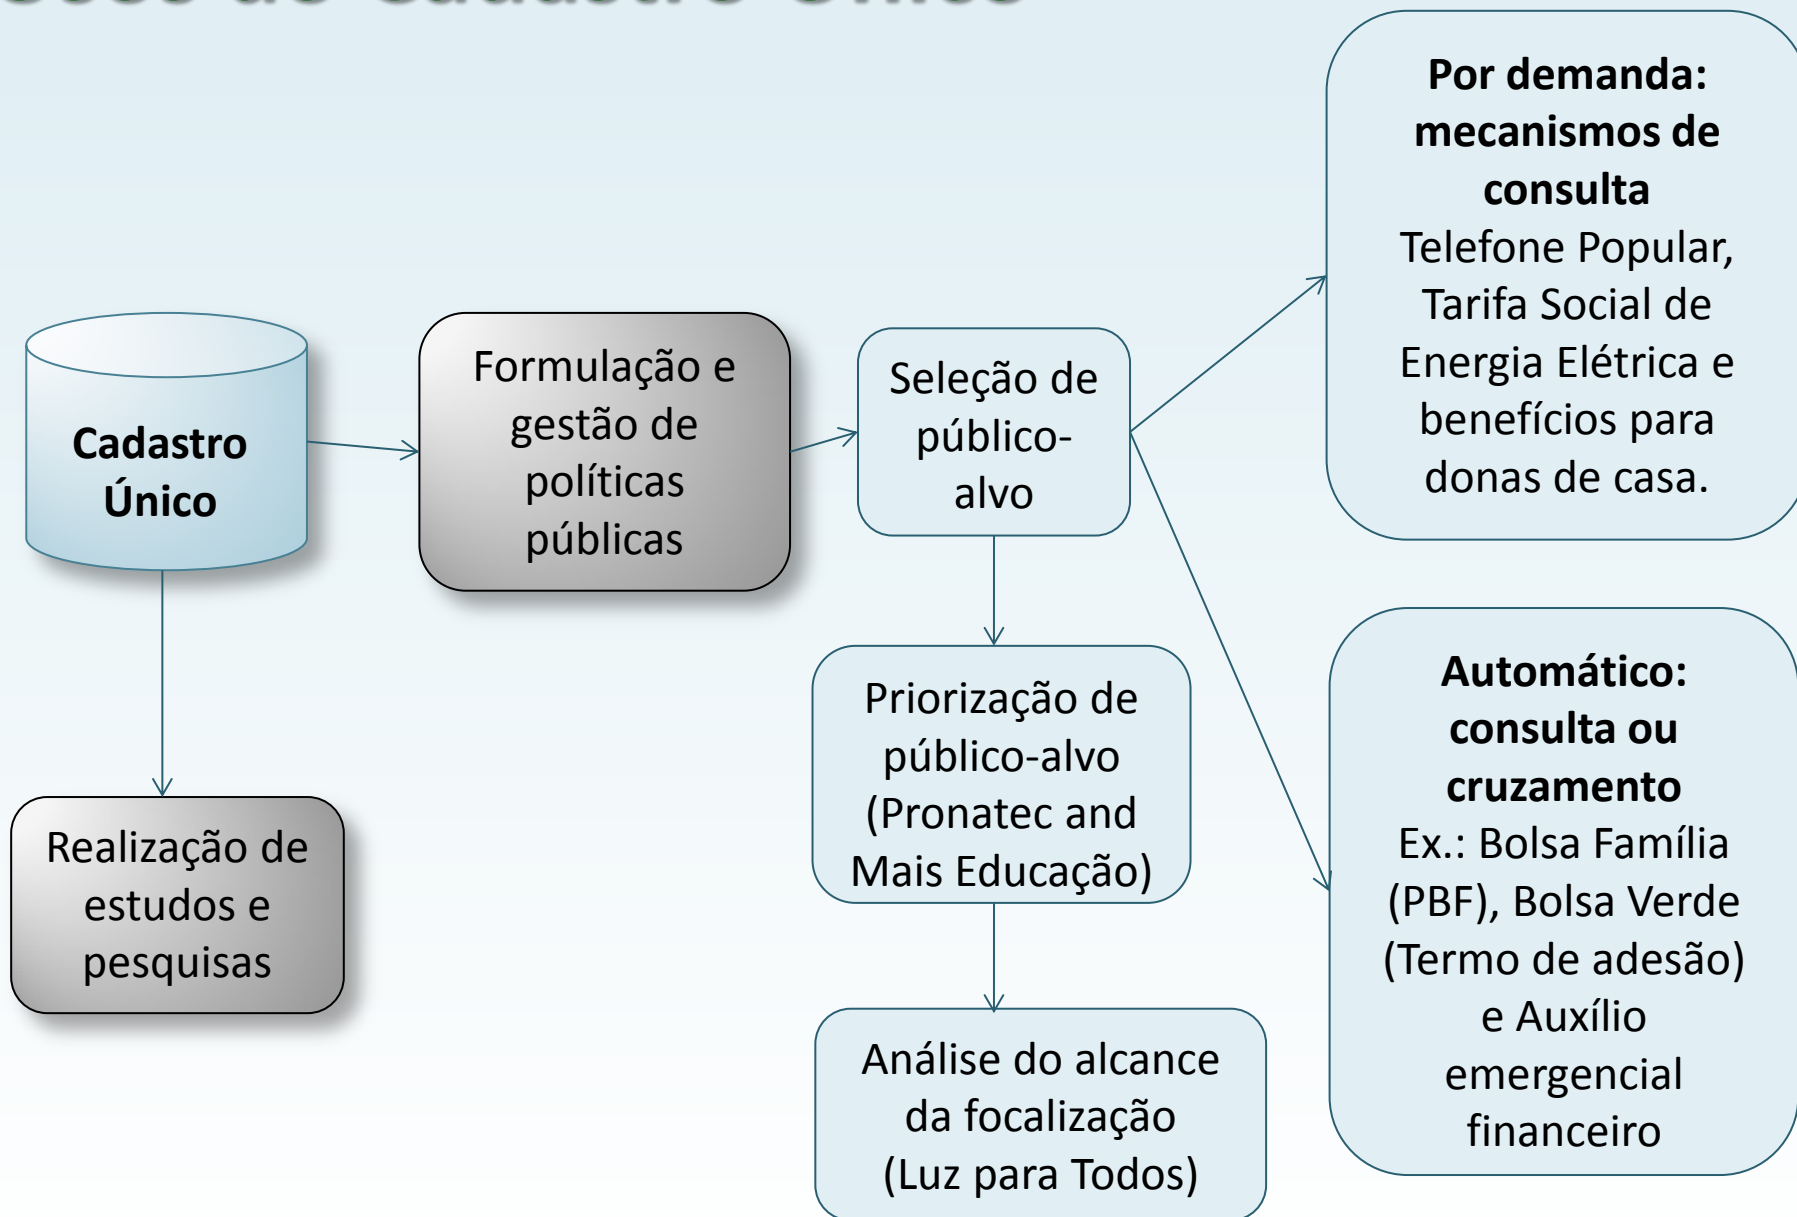 do Cadastro Único
Por demanda:
mecanismos de
consulta
Telefone Popular,
Tarifa Social de
Energia Elétrica e
benefícios para
donas de casa.
Cadastro
Único
Formulação e
gestão de
políticas
públicas
Seleção de
público-
alvo
Priorização de
público-alvo
(Pronatec and
Mais Educação)
Análise do alcance
da focalização
(Luz para Todos)
Automático:
consulta ou
cruzamento
Ex.: Bolsa Família
(PBF), Bolsa Verde
(Termo de adesão)
e Auxílio
emergencial
financeiro
Realização de
estudos e
pesquisas